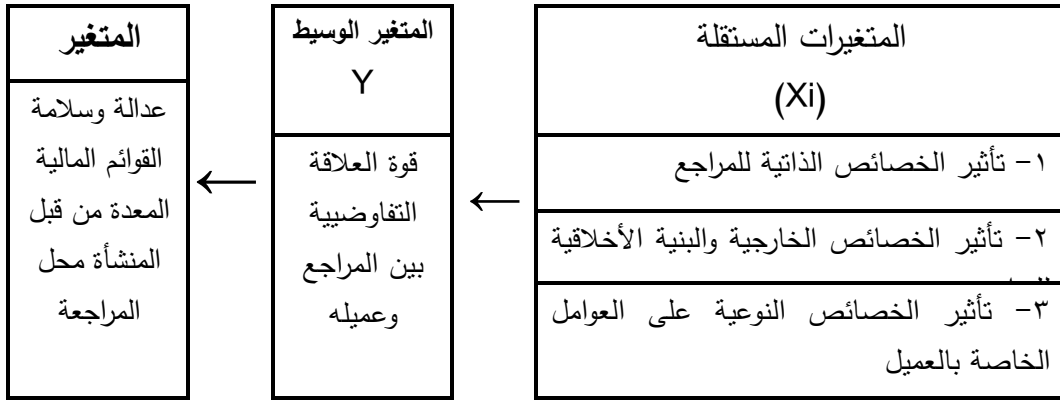 المتغيرات المستقلة
(Xi)
١- تأثير الخصائص الذاتية للمراجع
٢- تأثير الخصائص الخارجية والبنية الأخلاقية
٣- تأثير الخصائص النوعية على العوامل
الخاصة بالعميل
المتغير الوسيط
Y
قوة العلاقة
التفاوضيية
بين المراجع
وعميله
المتغير
عدالة وسلامة
القوائم المالية
المعدة من قبل
المنشأة محل
المراجعة